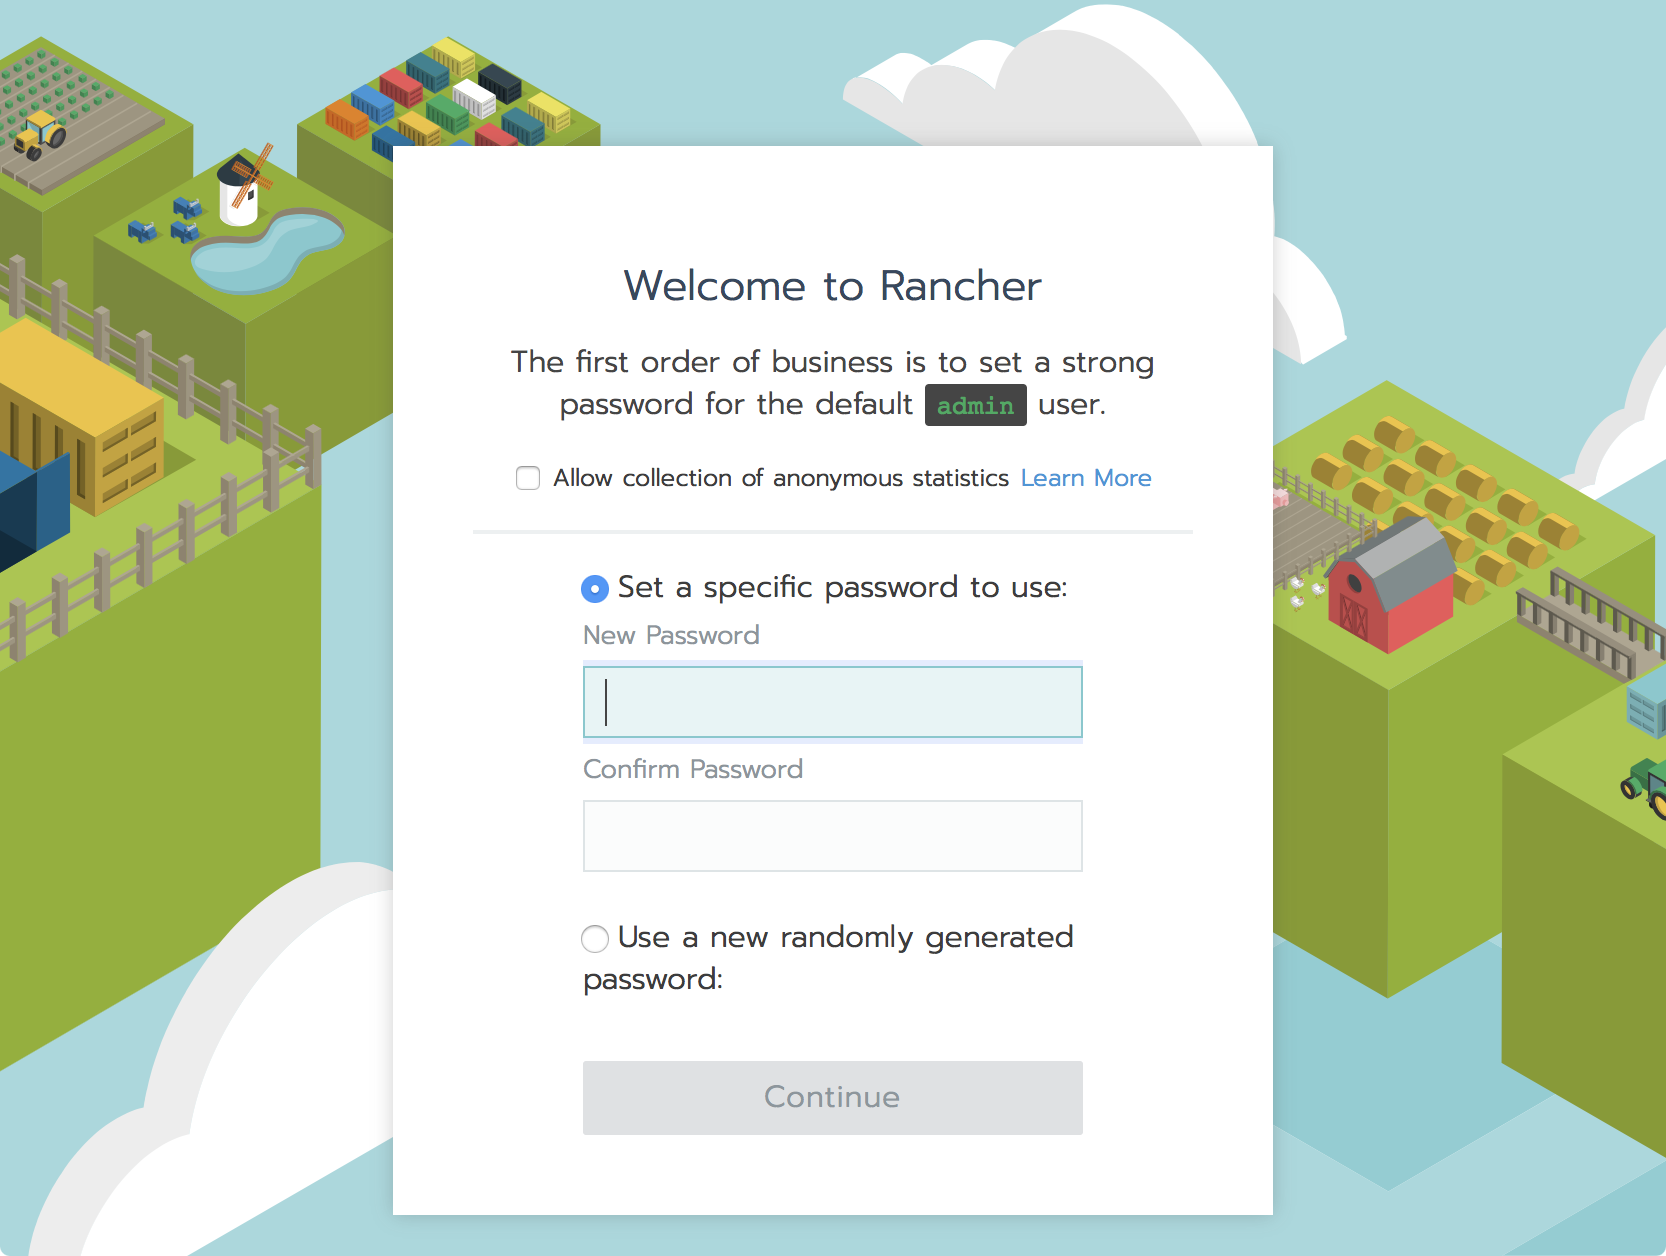 Welcome to Rancher
The first order of business is to set a strong
password for the default admin user.
Allow collection of anonymous statistics Learn More
Set a specific password to use:
New Password
Confirm Password
Use a new randomly generated
password:
Continue